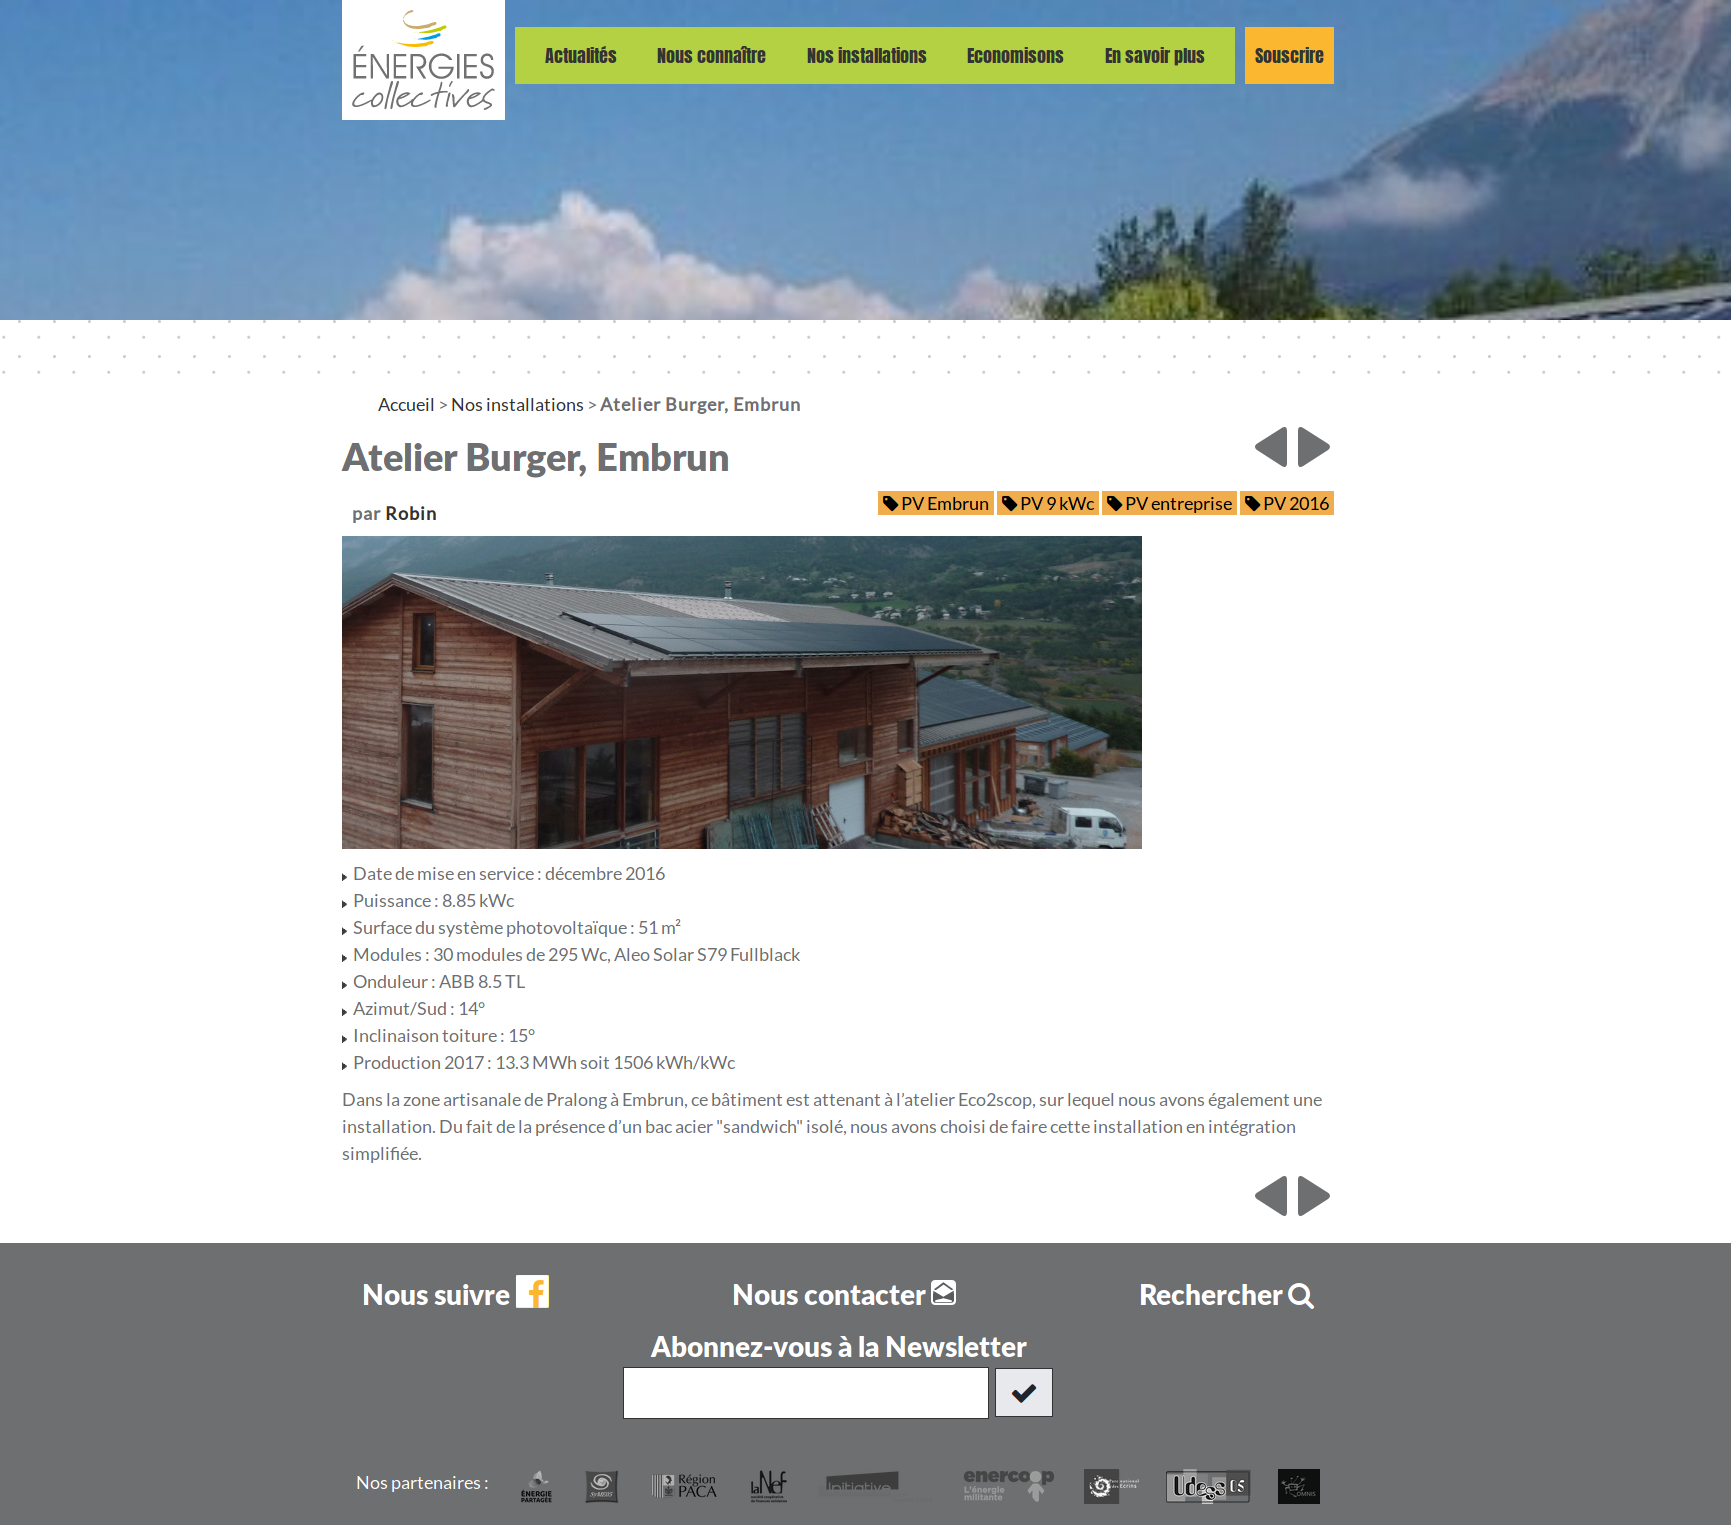 ÉNERGIES
collectives
Actualités
Nous connaître
Nos installations
Economisons
En savoir plus
Souscrire
Accueil > Nos installations > Atelier Burger, Embrun
Atelier Burger, Embrun
par Robin
PV Embrun
PV 9 kWc
PV entreprise
PV 2016
Date de mise en service : décembre 2016
Puissance : 8.85 kWc
Surface du système photovoltaïque : 51 m²
Modules : 30 modules de 295 Wc, Aleo Solar S79 Fullblack
Onduleur : ABB 8.5 TL
Azimut/Sud : 14°
Inclinaison toiture : 15°
Production 2017 : 13.3 MWh soit 1506 kWh/kWc
Dans la zone artisanale de Pralong à Embrun, ce bâtiment est attenant à l’atelier Eco2scop, sur lequel nous avons également une
installation. Du fait de la présence d’un bac acier "sandwich" isolé, nous avons choisi de faire cette installation en intégration
simplifiée.
Nous suivre
Nous contacter
Rechercher
Abonnez-vous à la Newsletter
Nos partenaires :
ÉNERGIE
PARTAGÉE
SyMEnergie
Région
PACA
la Nef
Initiative
enercoop
L'énergie
militante
Udess 05
OMNIS